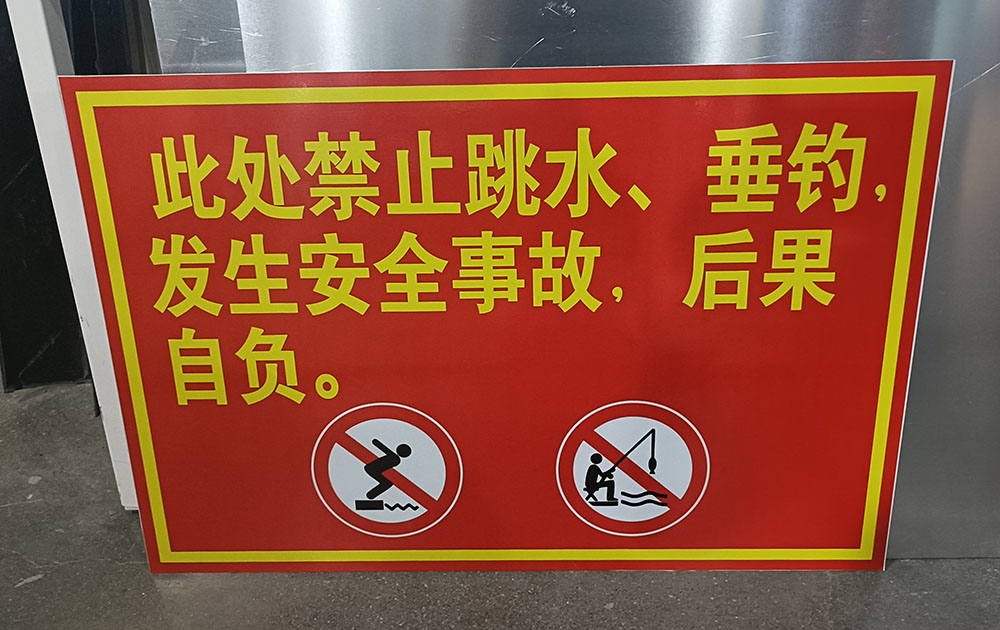 此处禁止跳水、垂钓，
发生安全事故，后果
自负。